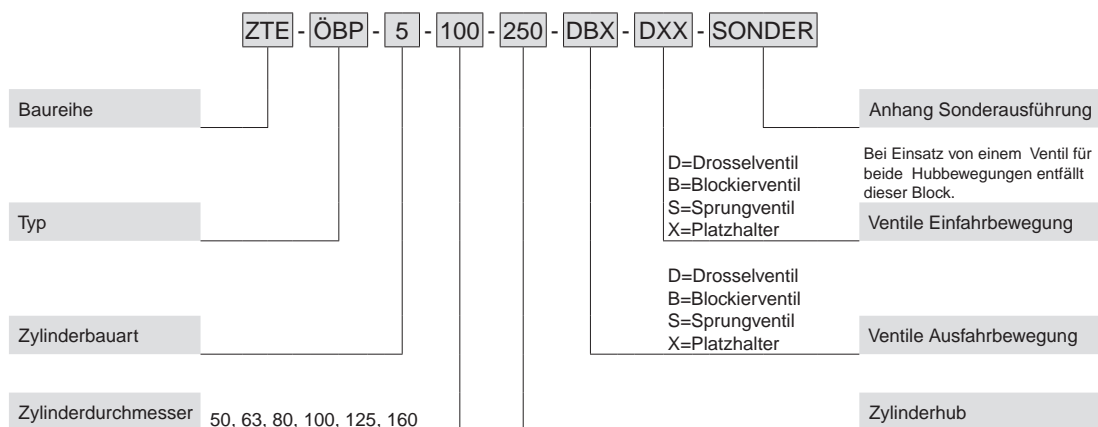 ZTE - ÖBP - 5 - 100 - 250 - DBX - DXX - SONDER
Baureihe
Anhang Sonderausführung
Bei Einsatz von einem Ventil für
beide Hubbewegungen entfällt
dieser Block.
D=Drosselventil
B=Blockierventil
S=Sprungventil
X=Platzhalter
Typ
Ventile Einfahrbewegung
D=Drosselventil
B=Blockierventil
S=Sprungventil
X=Platzhalter
Zylinderbauart
Ventile Ausfahrbewegung
Zylinderdurchmesser
50, 63, 80, 100, 125, 160
Zylinderhub